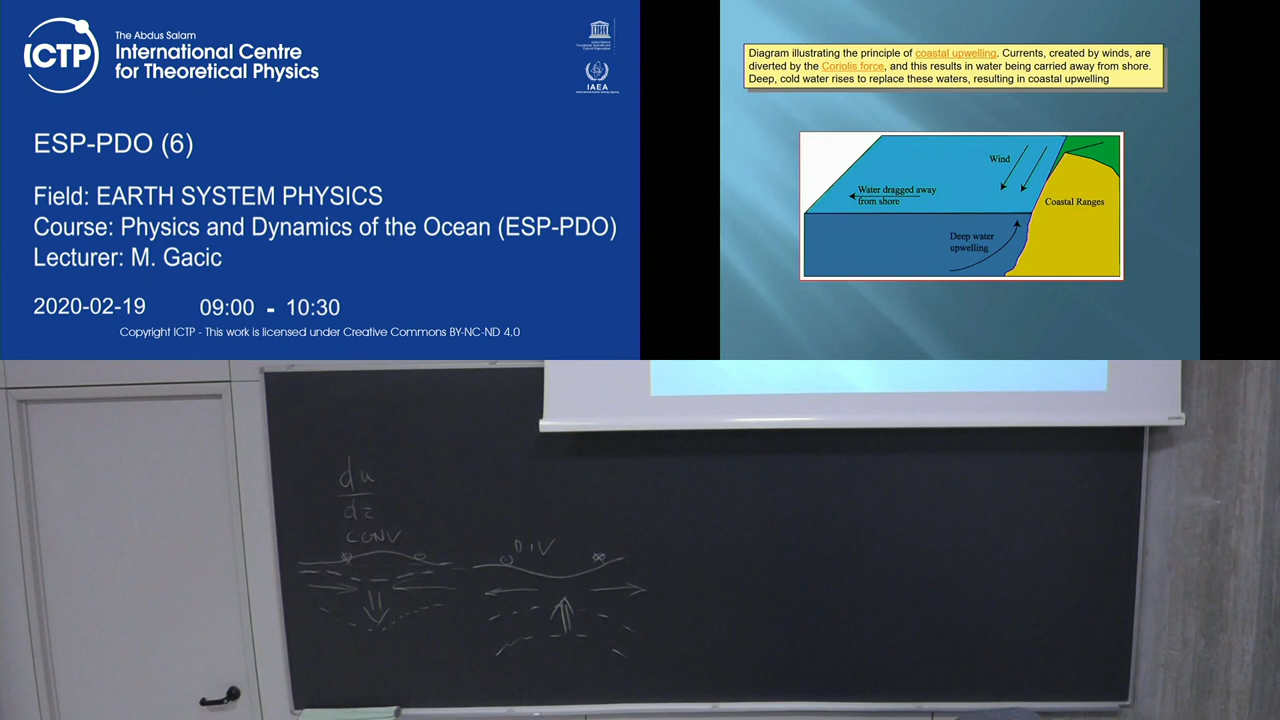 The Abdus Salam
International Centre
for Theoretical Physics
ICTP
IAEA
ESP-PDO (6)
Field: EARTH SYSTEM PHYSICS
Course: Physics and Dynamics of the Ocean (ESP-PDO)
Lecturer: M. Gacic
2020-02-19 09:00 - 10:30
Copyright ICTP - This work is licensed under Creative Commons BY-NC-ND 4.0
Diagram illustrating the principle of coastal upwelling. Currents, created by winds, are
diverted by the Coriolis force, and this results in water being carried away from shore.
Deep, cold water rises to replace these waters, resulting in coastal upwelling
Wind
Water dragged away
from shore
Coastal Ranges
Deep water
upwelling
du
dz
CONV
DIV